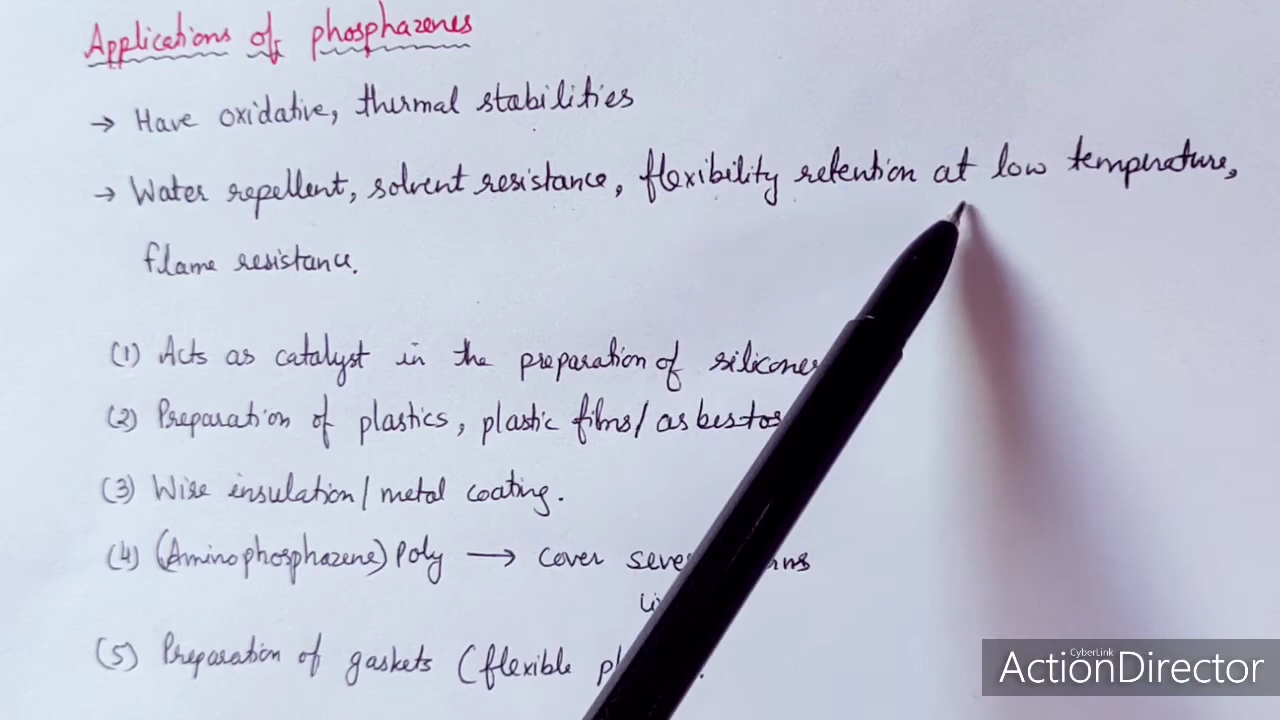 Applications of phosphazenes
→ Have oxidative, thermal stabilities
→ Water repellent, solvent resistance, flexibility retention at low temperature,
flame resistance.
(1) Acts as catalyst in the preparation of silicones
(2) Preparation of plastics, plastic films/asbestos
(3) Wire insulation/metal coating.
(4) (Aminophosphazene) Poly → cover
(5) Preparation of gaskets (flexible
CyberLink
ActionDirector